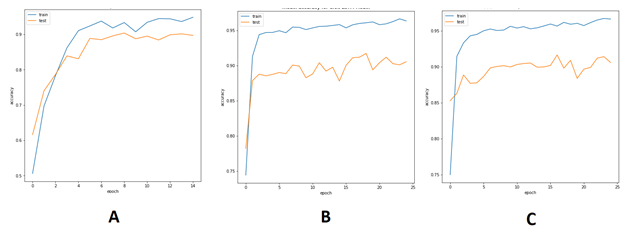 train
test
accuracy
0.9
0.8
0.7
0.6
0.5
0 2 4 6 8 10 12 14
epoch
A
train
test
accuracy
0.95
0.90
0.85
0.80
0.75
0 5 10 15 20 25
epoch
B
train
test
accuracy
0.95
0.90
0.85
0.80
0.75
0 5 10 15 20 25
epoch
C